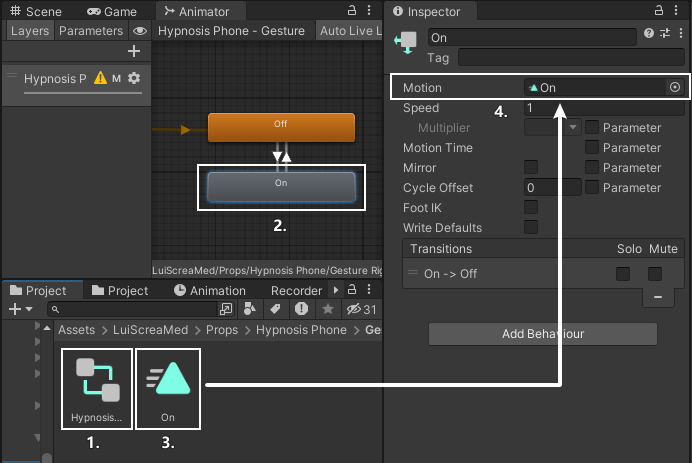 Scene
Game
Animator
Layers
Parameters
Hypnosis Phone - Gesture
Auto Live L
Hypnosis P
M
Off
On
2.
LuiScreaMed/Props/Hypnosis Phone/Gesture Rig
Project
Project
Animation
Recorder
31
Assets
LuiScreaMed
Props
Hypnosis Phone
Ge
Hypnosis...
On
1.
3.
Inspector
On
Tag
Motion
On
4.
Speed
1
Multiplier
Parameter
Motion Time
Parameter
Mirror
Parameter
Cycle Offset
0
Parameter
Foot IK
Write Defaults
Transitions
Solo
Mute
On -> Off
Add Behaviour